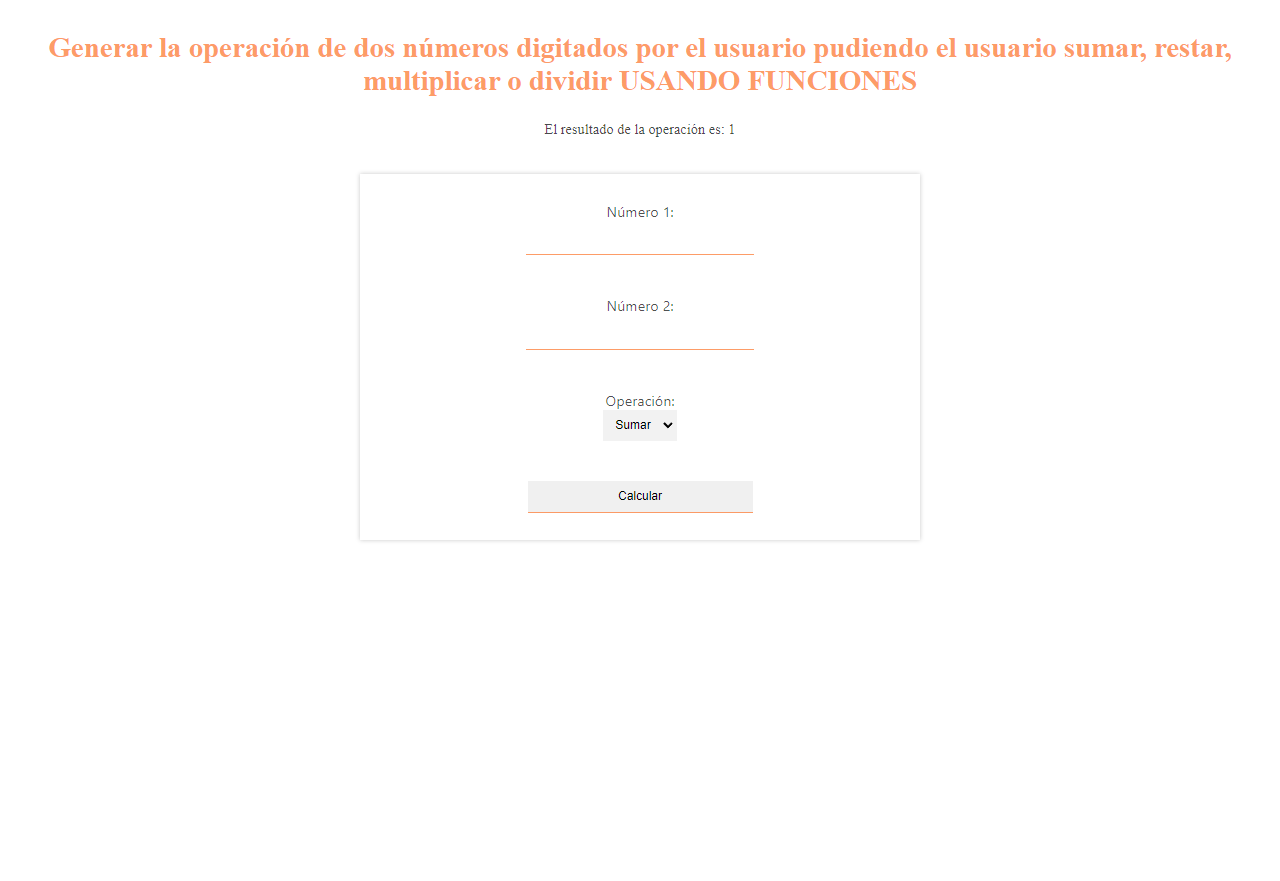 Generar la operación de dos números digitados por el usuario pudiendo el usuario sumar, restar,
multiplicar o dividir USANDO FUNCIONES
El resultado de la operación es: 1
Número 1:
Número 2:
Operación:
Sumar
Calcular